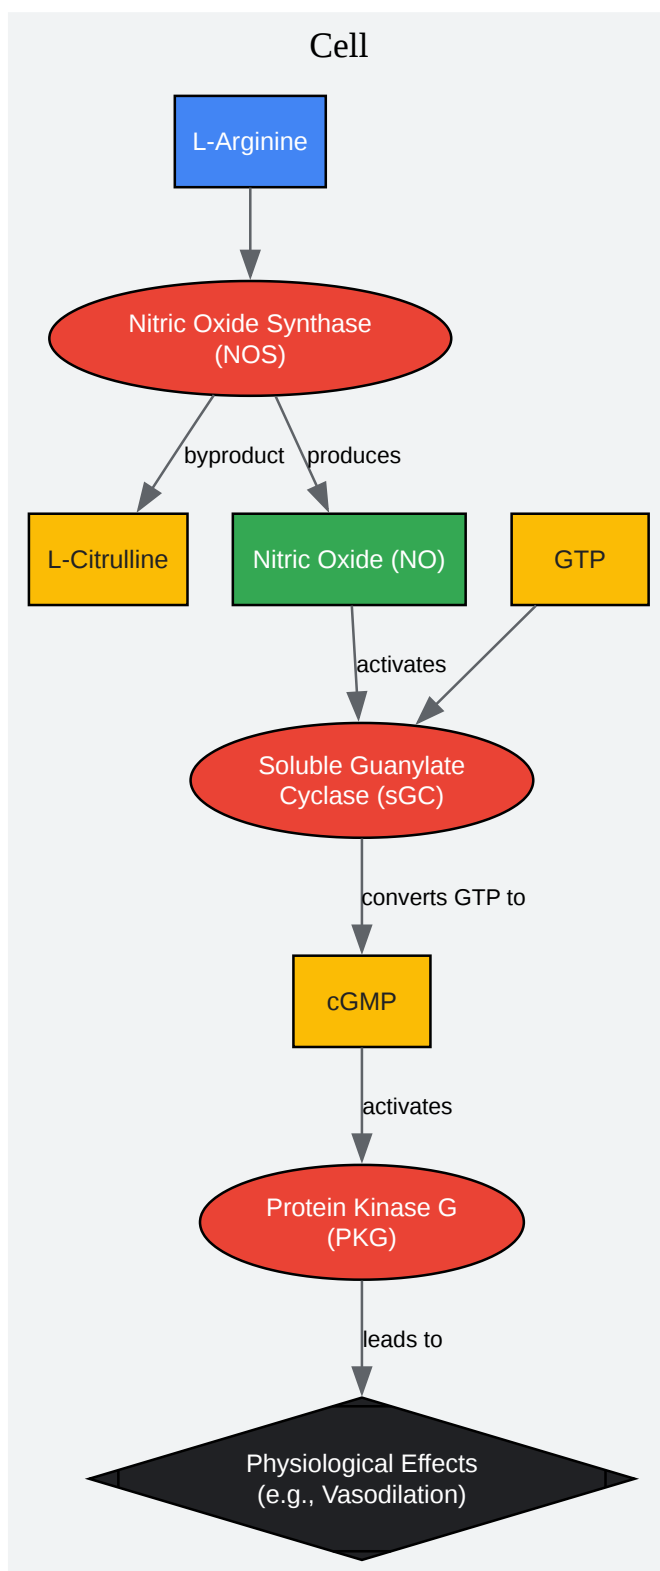 Cell
L-Arginine
Nitric Oxide Synthase
(NOS)
byproduct
produces
L-Citrulline
Nitric Oxide (NO)
GTP
activates
Soluble Guanylate
Cyclase (sGC)
converts GTP to
cGMP
activates
Protein Kinase G
(PKG)
leads to
Physiological Effects
(e.g., Vasodilation)